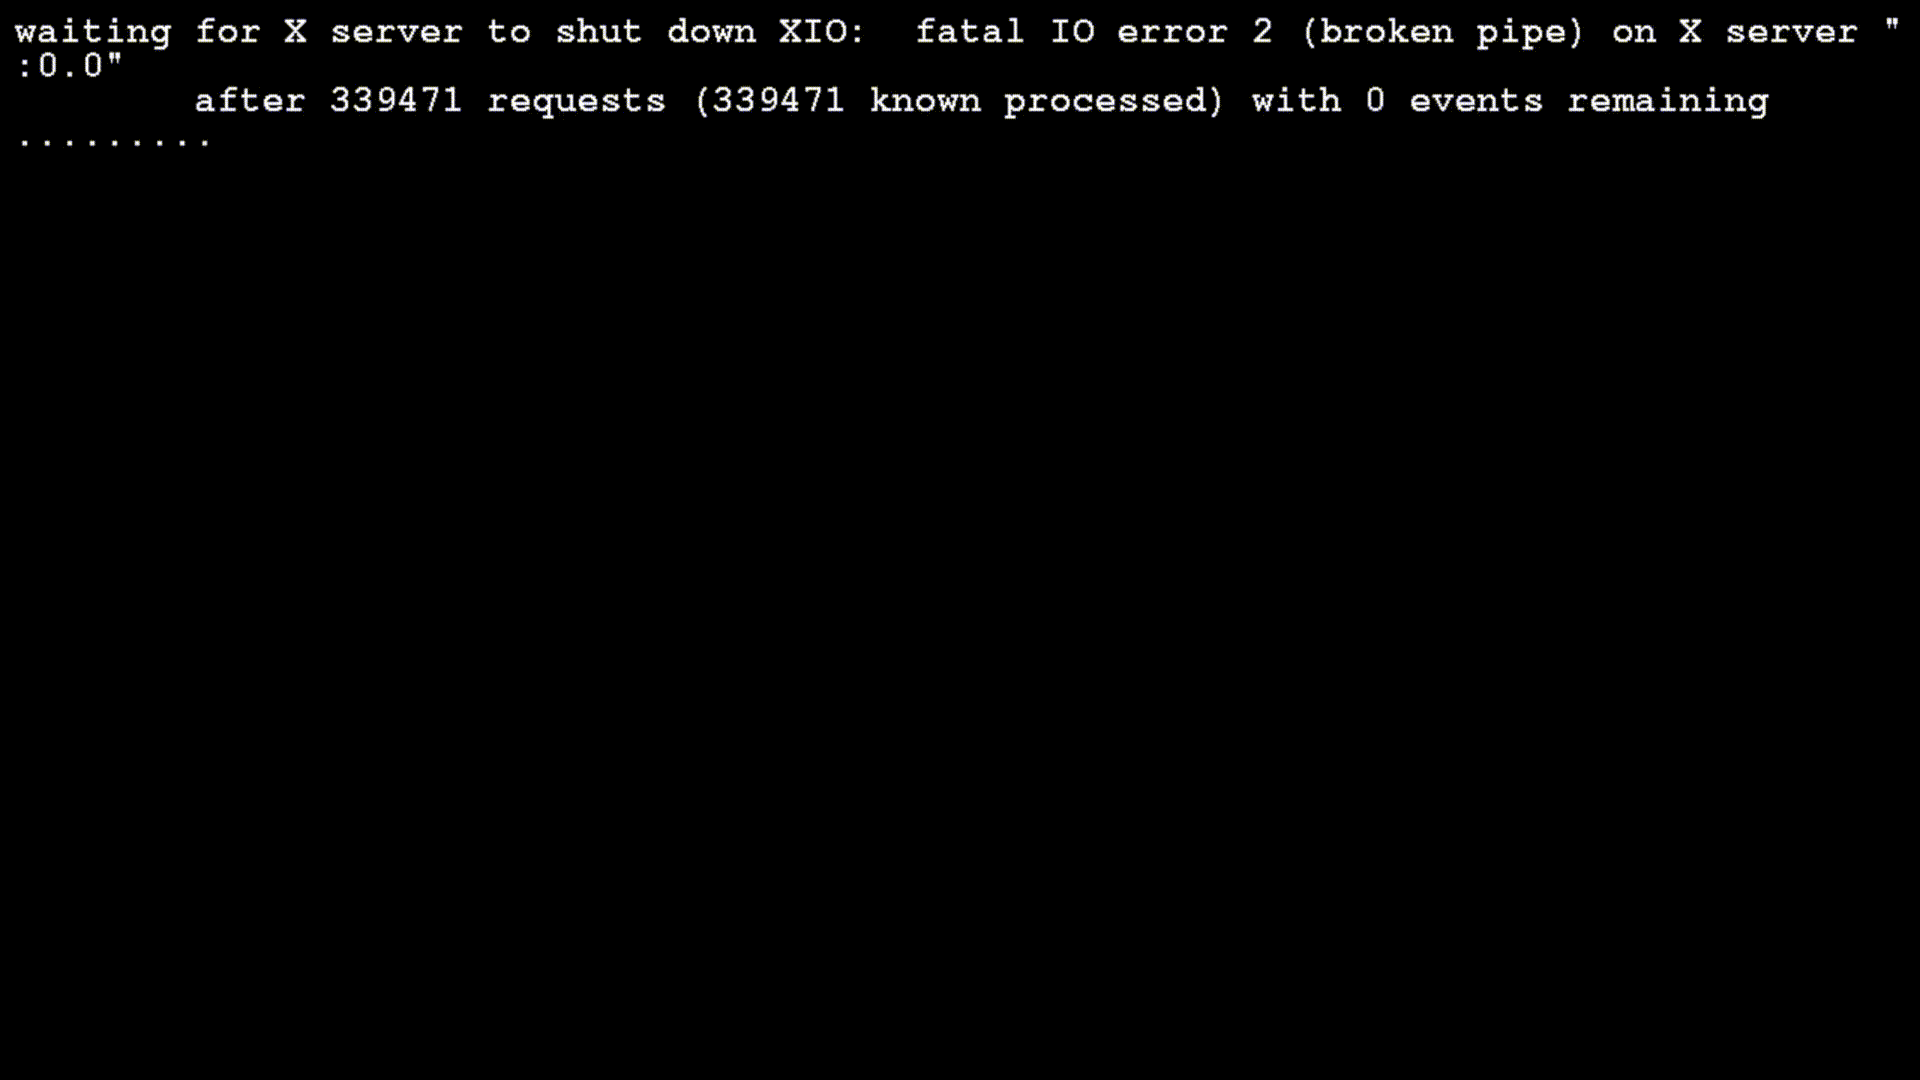 waiting for X server to shut down XIO:  fatal IO error 2 (broken pipe) on X server "
:0.0"
        after 339471 requests (339471 known processed) with 0 events remaining
.........